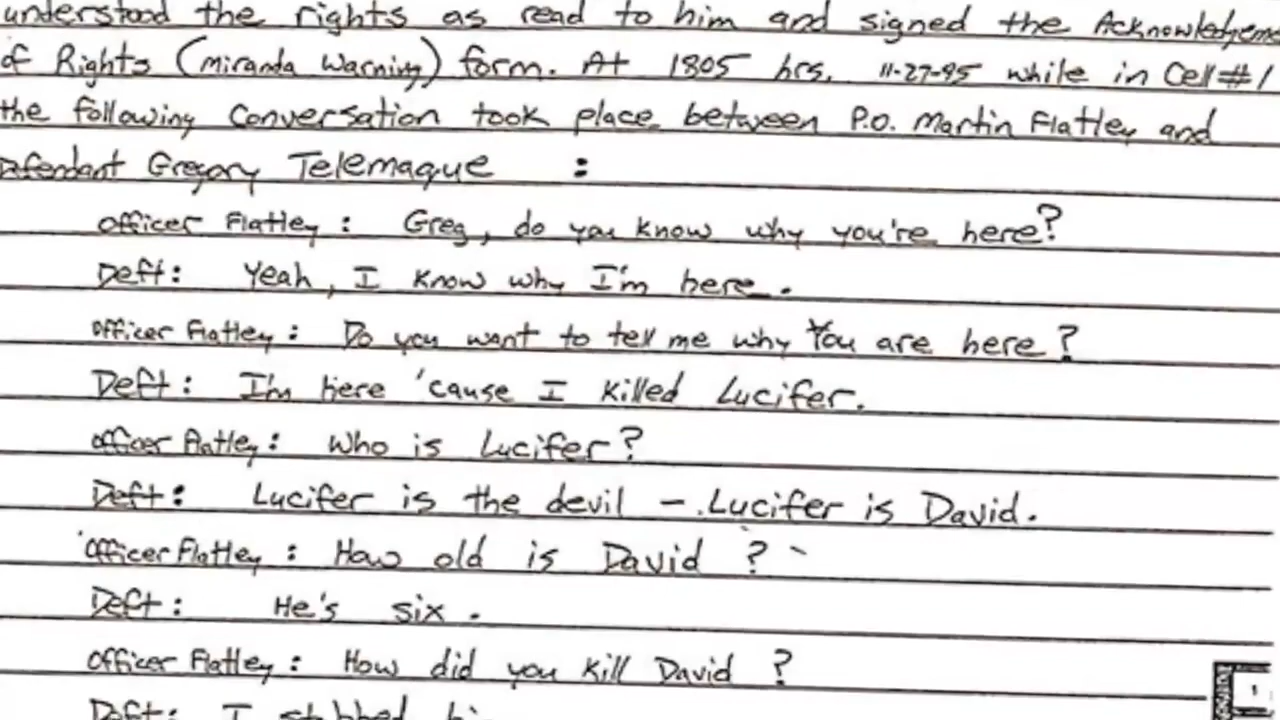 understood the rights as read to him and signed the Acknowledgeme
of Rights (Miranda Warning) form. At 1805 hrs. 11-27-95 while in Cell #1
the following Conversation took place between P.O. Martin Flatley and
Defendant Gregory Telemaque :
Officer Flatley : Greg, do you know why you're here?
Deft: Yeah, I know why I'm here.
Officer Flatley : Do you want to tell me why You are here?
Deft: I'm here 'cause I killed Lucifer.
Officer Flatley : Who is Lucifer?
Deft: Lucifer is the devil - Lucifer is David.
Officer Flatley : How old is David ?
Deft: He's six.
Officer Flatley : How did you kill David ?
Deft: I stabbed